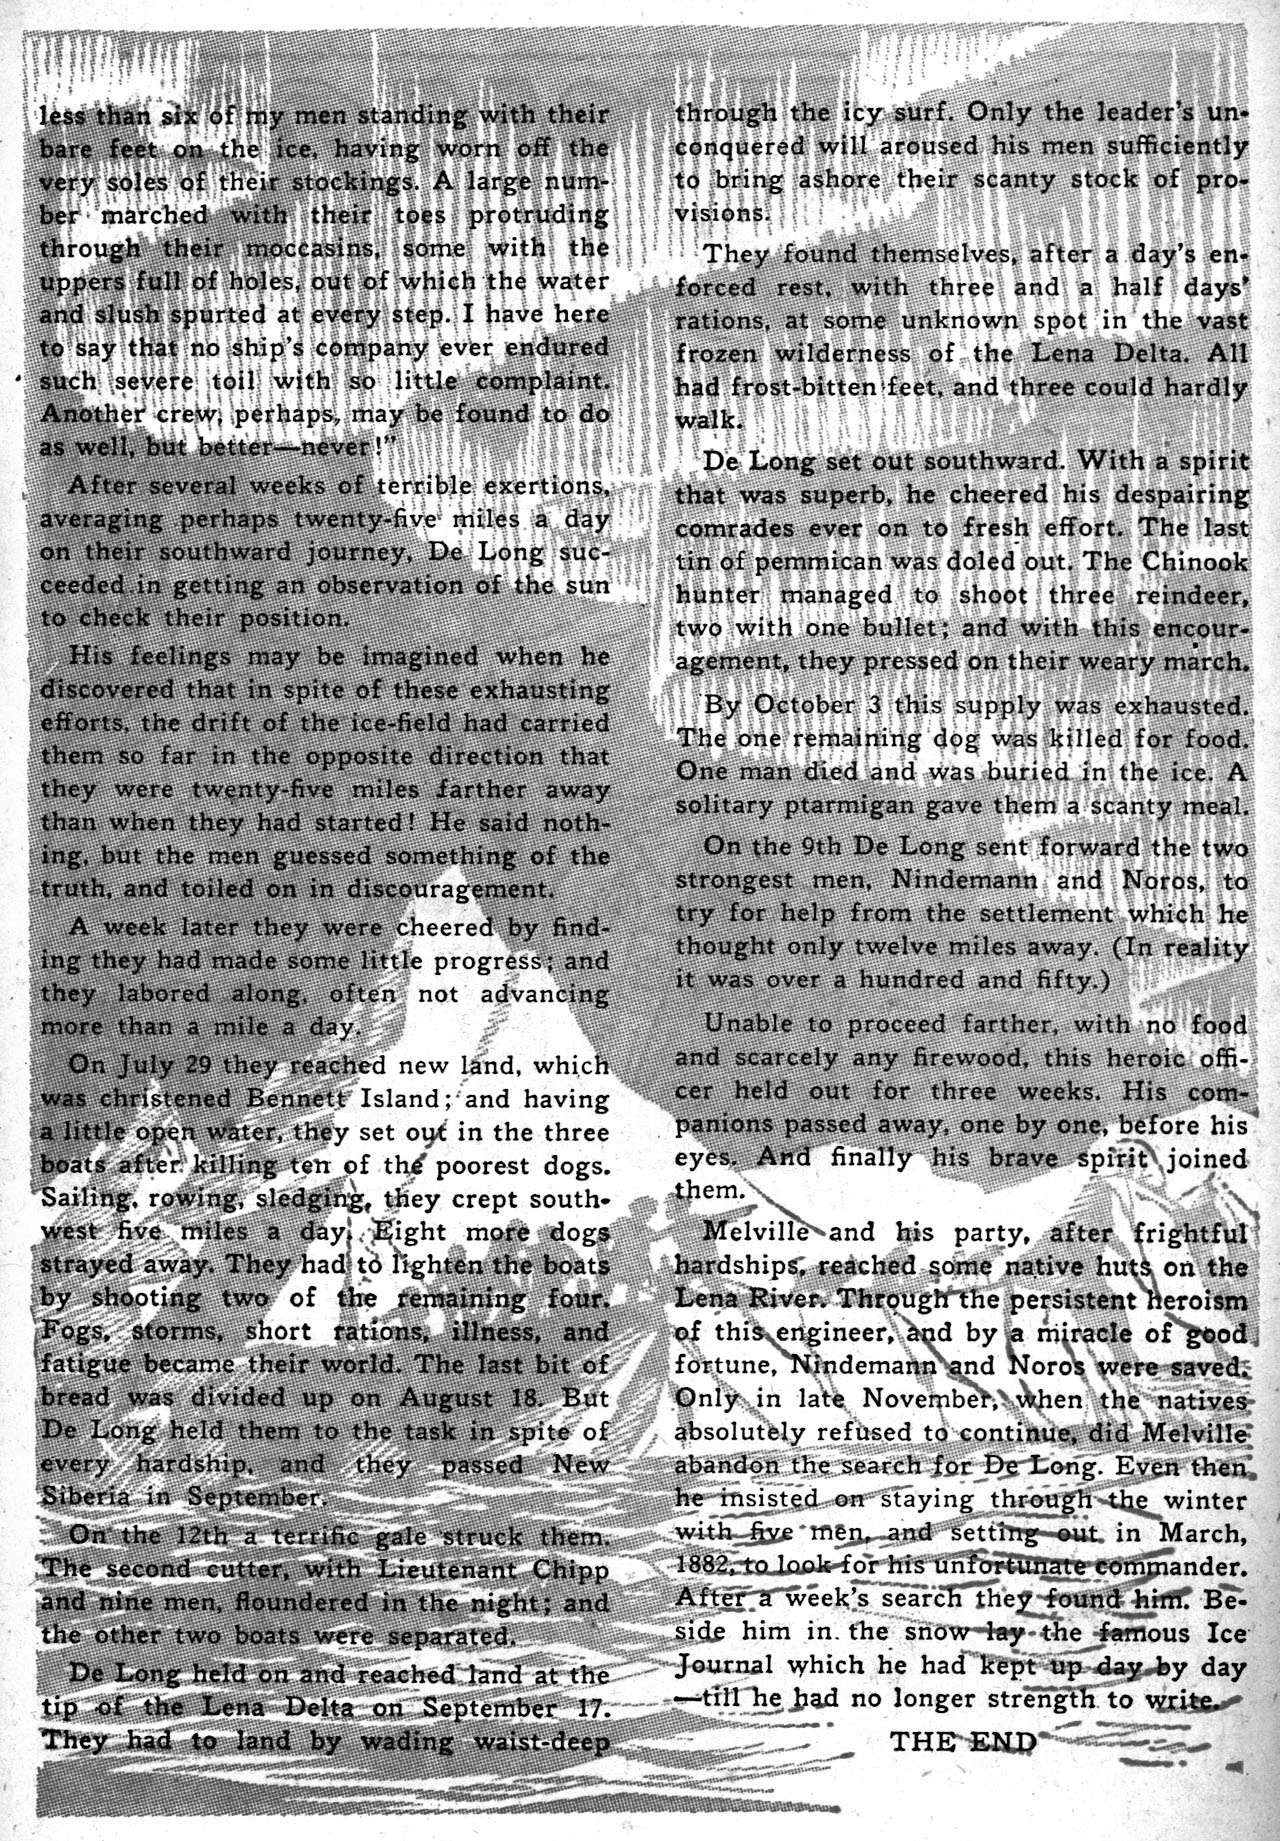 less than six of my men standing with their
bare feet on the ice, having worn off the
very soles of their stockings. A large num-
ber marched with their toes protruding
through their moccasins, some with the
uppers full of holes, out of which the water
and slush spurted at every step. I have here
to say that no ship's company ever endured
such severe toil with so little complaint.
Another crew, perhaps, may be found to do
as well, but better—never!"
After several weeks of terrible exertions,
averaging perhaps twenty-five miles a day
on their southward journey, De Long suc-
ceeded in getting an observation of the sun
to check their position.
His feelings may be imagined when he
discovered that in spite of these exhausting
efforts, the drift of the ice-field had carried
them so far in the opposite direction that
they were twenty-five miles farther away
than when they had started! He said noth-
ing, but the men guessed something of the
truth, and toiled on in discouragement.
A week later they were cheered by find-
ing they had made some little progress; and
they labored along, often not advancing
more than a mile a day.
On July 29 they reached new land, which
was christened Bennett Island; and having
a little open water, they set out in the three
boats after killing ten of the poorest dogs.
Sailing, rowing, sledging, they crept south-
west five miles a day. Eight more dogs
strayed away. They had to lighten the boats
by shooting two of the remaining four.
Fogs, storms, short rations, illness, and
fatigue became their world. The last bit of
bread was divided up on August 18. But
De Long held them to the task in spite of
every hardship, and they passed New
Siberia in September.
On the 12th a terrific gale struck them.
The second cutter, with Lieutenant Chipp
and nine men, floundered in the night; and
the other two boats were separated.
De Long held on and reached land at the
tip of the Lena Delta on September 17.
They had to land by wading waist-deep
through the icy surf. Only the leader's un-
conquered will aroused his men sufficiently
to bring ashore their scanty stock of pro-
visions.
They found themselves, after a day's en-
forced rest, with three and a half days'
rations, at some unknown spot in the vast
frozen wilderness of the Lena Delta. All
had frost-bitten feet, and three could hardly
walk.
De Long set out southward. With a spirit
that was superb, he cheered his despairing
comrades ever on to fresh effort. The last
tin of pemmican was doled out. The Chinook
hunter managed to shoot three reindeer,
two with one bullet; and with this encour-
agement, they pressed on their weary march.
By October 3 this supply was exhausted.
The one remaining dog was killed for food.
One man died and was buried in the ice. A
solitary ptarmigan gave them a scanty meal.
On the 9th De Long sent forward the two
strongest men, Nindemann and Noros, to
try for help from the settlement which he
thought only twelve miles away. (In reality
it was over a hundred and fifty.)
Unable to proceed farther, with no food
and scarcely any firewood, this heroic offi-
cer held out for three weeks. His com-
panions passed away, one by one, before his
eyes. And finally his brave spirit joined
them.
Melville and his party, after frightful
hardships, reached some native huts on the
Lena River. Through the persistent heroism
of this engineer, and by a miracle of good
fortune, Nindemann and Noros were saved.
Only in late November, when the natives
absolutely refused to continue, did Melville
abandon the search for De Long. Even then
he insisted on staying through the winter
with five men, and setting out in March,
1882, to look for his unfortunate commander.
After a week's search they found him. Be-
side him in the snow lay the famous Ice
Journal which he had kept up day by day
—till he had no longer strength to write.
THE END